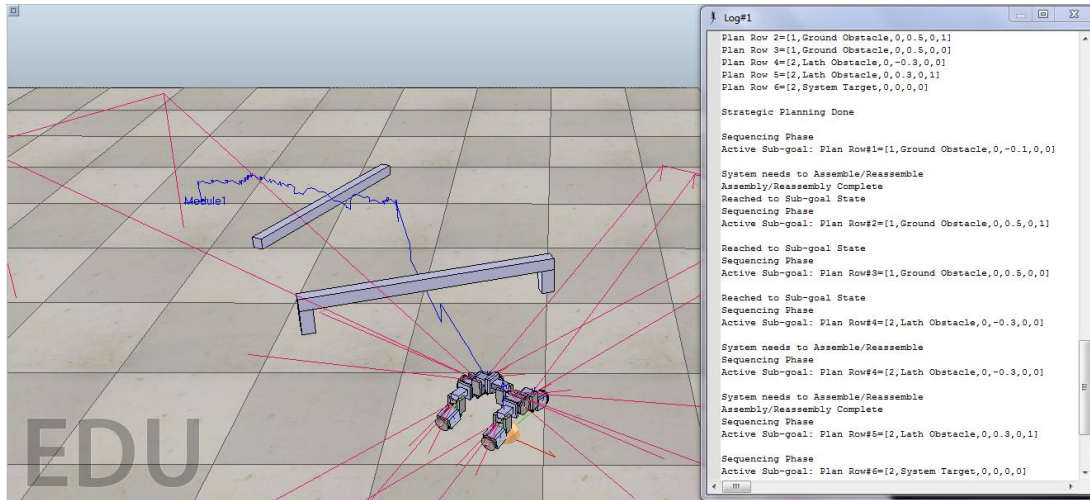 Log#1
Plan Row 2=[1,Ground Obstacle,0,0.5,0,1]
Plan Row 3=[1,Ground Obstacle,0,0.5,0,0]
Plan Row 4=[2,Lath Obstacle,0,-0.3,0,0]
Plan Row 5=[2,Lath Obstacle,0,0.3,0,1]
Plan Row 6=[2,System Target,0,0,0,0]
Strategic Planning Done
Sequencing Phase
Active Sub-goal: Plan Row#1=[1,Ground Obstacle,0,-0.1,0,0]
System needs to Assemble/Reassemble
Assembly/Reassembly Complete
Reached to Sub-goal State
Sequencing Phase
Active Sub-goal: Plan Row#2=[1,Ground Obstacle,0,0.5,0,1]
Reached to Sub-goal State
Sequencing Phase
Active Sub-goal: Plan Row#3=[1,Ground Obstacle,0,0.5,0,0]
Reached to Sub-goal State
Sequencing Phase
Active Sub-goal: Plan Row#4=[2,Lath Obstacle,0,-0.3,0,0]
System needs to Assemble/Reassemble
Sequencing Phase
Active Sub-goal: Plan Row#4=[2,Lath Obstacle,0,-0.3,0,0]
System needs to Assemble/Reassemble
Assembly/Reassembly Complete
Sequencing Phase
Active Sub-goal: Plan Row#5=[2,Lath Obstacle,0,0.3,0,1]
Sequencing Phase
Active Sub-goal: Plan Row#6=[2,System Target,0,0,0,0]
Module1
EDU